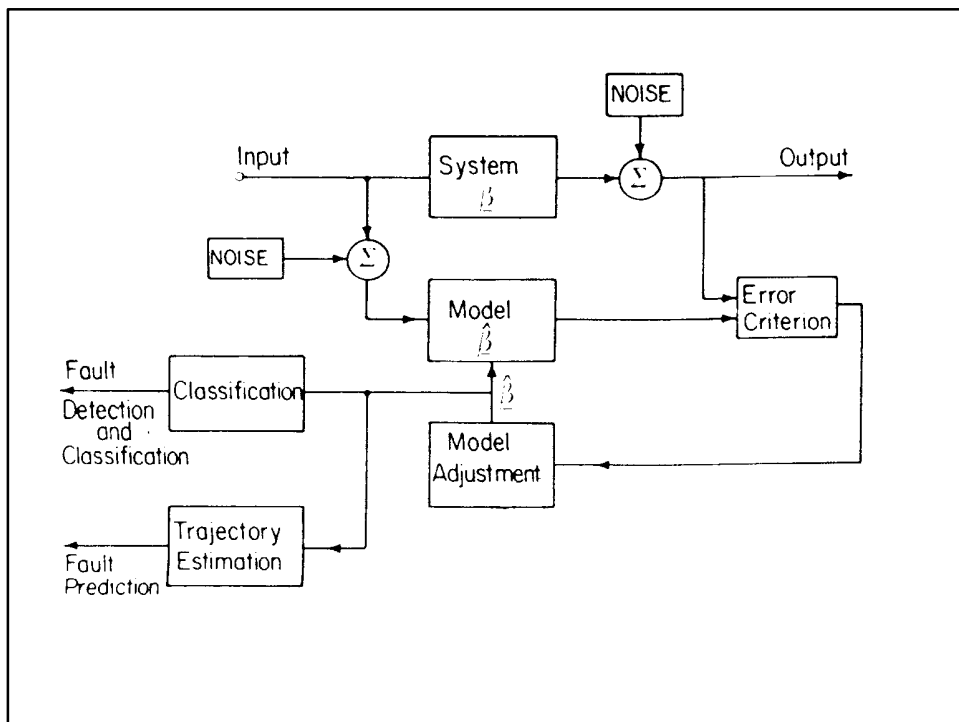 NOISE
Input
System
β
Σ
Output
NOISE
Σ
Model
β̂
Error
Criterion
Fault
Detection
and
Classification
Classification
β̂
Model
Adjustment
Trajectory
Estimation
Fault
Prediction